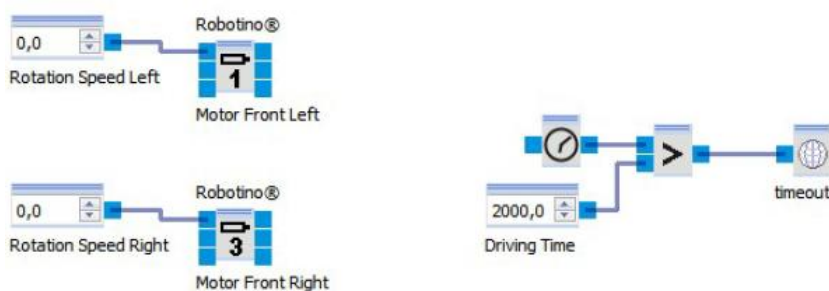 Robotino®
0,0
1
Rotation Speed Left
Motor Front Left
>
timeout
Robotino®
0,0
3
2000,0
Rotation Speed Right
Driving Time
Motor Front Right